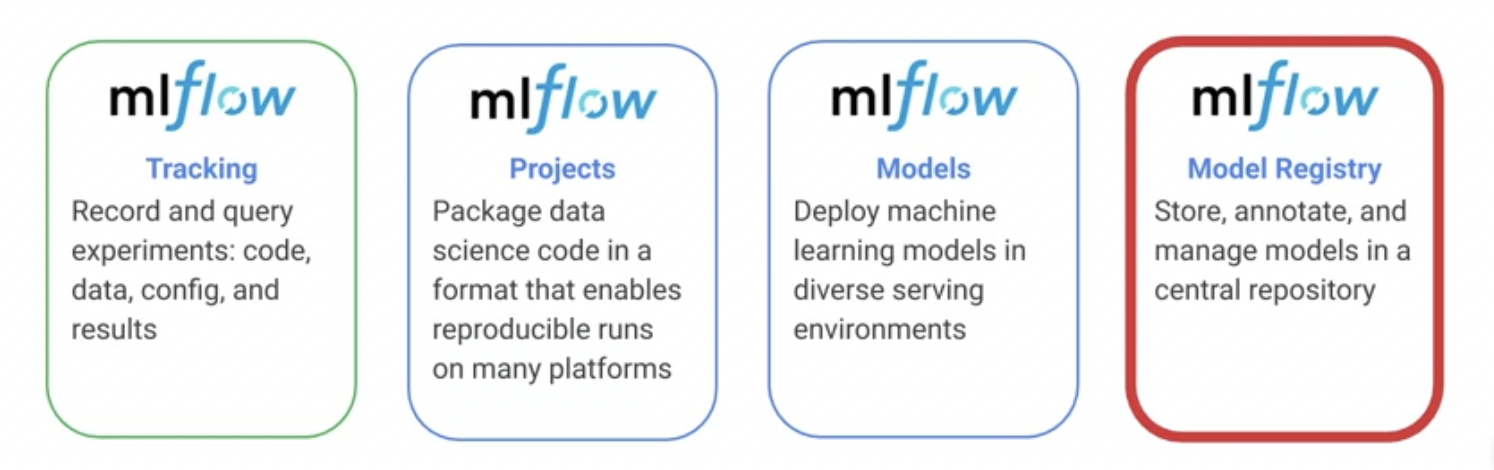 mlflow
Tracking
Record and query
experiments: code,
data, config, and
results
mlflow
Projects
Package data
science code in a
format that enables
reproducible runs
on many platforms
mlflow
Models
Deploy machine
learning models in
diverse serving
environments
mlflow
Model Registry
Store, annotate, and
manage models in a
central repository